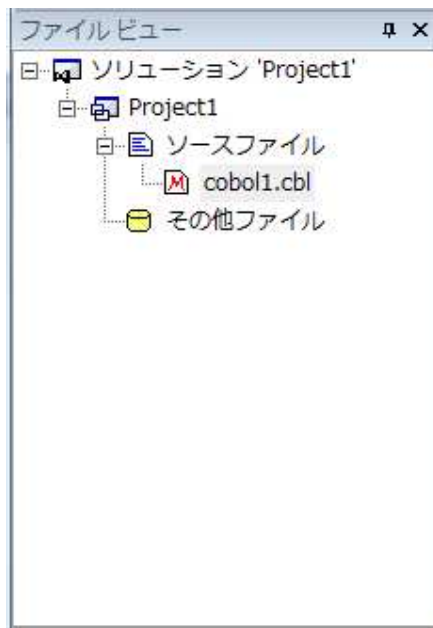 ファイル ビュー
ソリューション 'Project1'
Project1
ソースファイル
M cobol1.cbl
その他ファイル